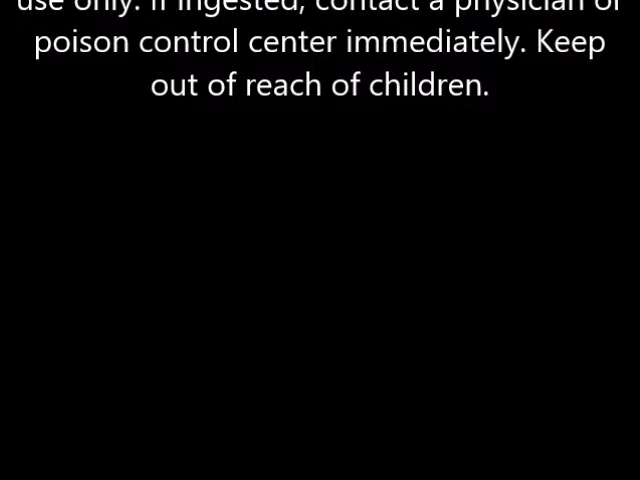 use only. If ingested, contact a physician or
poison control center immediately. Keep
out of reach of children.